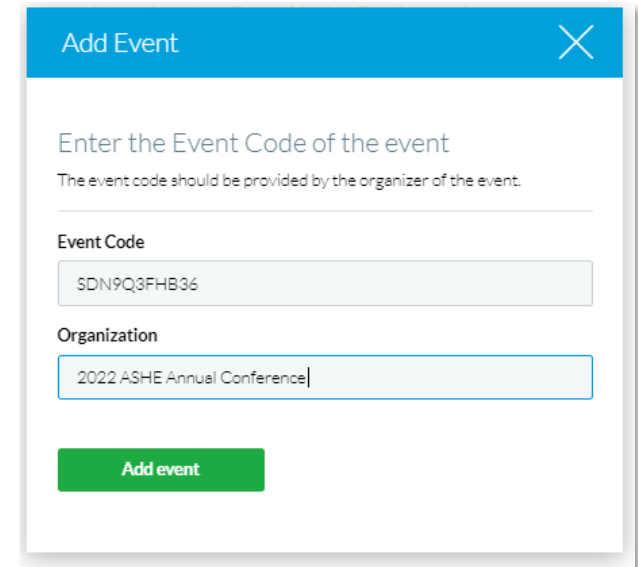 Add Event
Enter the Event Code of the event
The event code should be provided by the organizer of the event.
Event Code
SDN9Q3FHB36
Organization
2022 ASHE Annual Conference
Add event